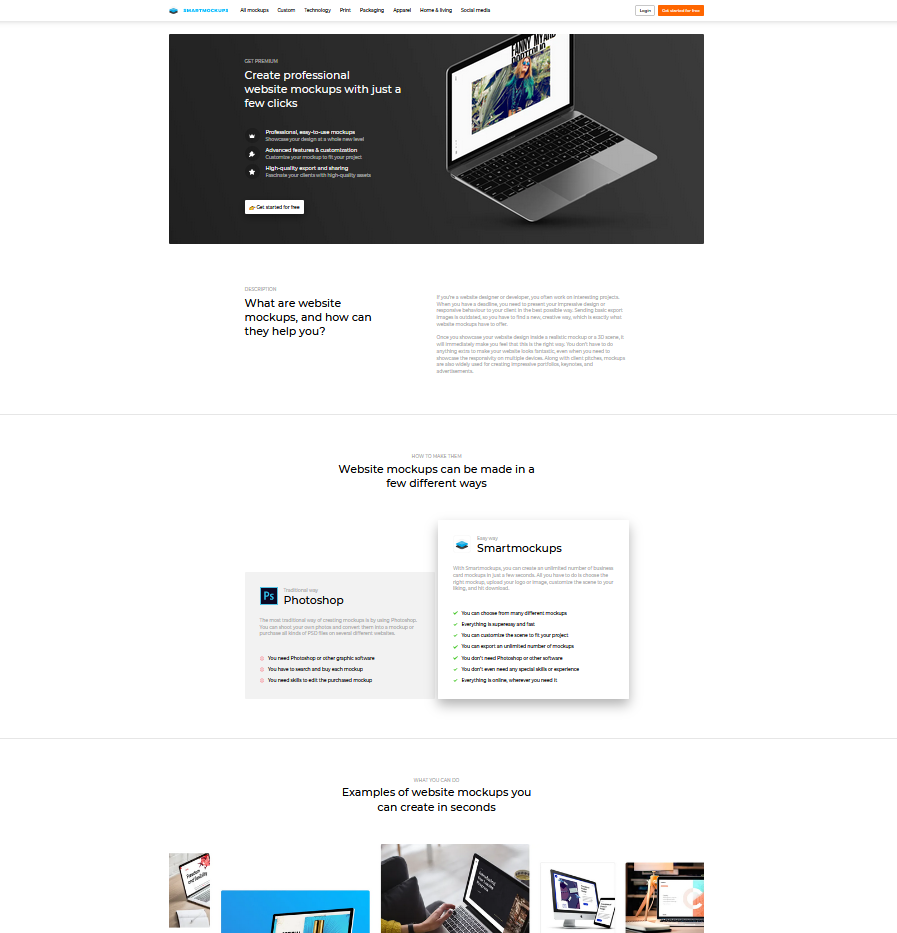 SMARTMOCKUPS
All mockups
Custom
Technology
Print
Packaging
Apparel
Home & living
Social media
Login
Get started for free
GET PREMIUM
Create professional
website mockups with just a
few clicks
Professional, easy-to-use mockups
Showcase your design at a whole new level
Advanced features & customization
Customize your mockup to fit your project
High-quality export and sharing
Fascinate your clients with high-quality assets
Get started for free
DESCRIPTION
What are website
mockups, and how can
they help you?
If you're a website designer or developer, you often work on interesting projects.
When you have a deadline, you need to present your impressive design or
responsive behaviour to your client in the best possible way. Sending basic export
images is outdated, so you have to find a new, creative way, which is exactly what
website mockups have to offer.
Once you showcase your website design inside a realistic mockup or a 3D scene, it
will immediately make you feel that this is the right way. You don't have to do
anything extra to make your website looks fantastic, even when you need to
showcase the responsivity on multiple devices. Along with client pitches, mockups
are also widely used for creating impressive portfolios, keynotes, and
advertisements.
HOW TO MAKE THEM
Website mockups can be made in a
few different ways
Ps
Traditional way
Photoshop
The most traditional way of creating mockups is by using Photoshop.
You can shoot your own photos and convert them into a mockup or
purchase all kinds of PSD files on several different websites.
You need Photoshop or other graphic software
You have to search and buy each mockup
You need skills to edit the purchased mockup
Easy way
Smartmockups
With Smartmockups, you can create an unlimited number of business
card mockups in just a few seconds. All you have to do is choose the
right mockup, upload your logo or image, customize the scene to your
liking, and hit download.
You can choose from many different mockups
Everything is supereasy and fast
You can customize the scene to fit your project
You can export an unlimited number of mockups
You don't need Photoshop or other software
You don't even need any special skills or experience
Everything is online, wherever you need it
WHAT YOU CAN DO
Examples of website mockups you
can create in seconds